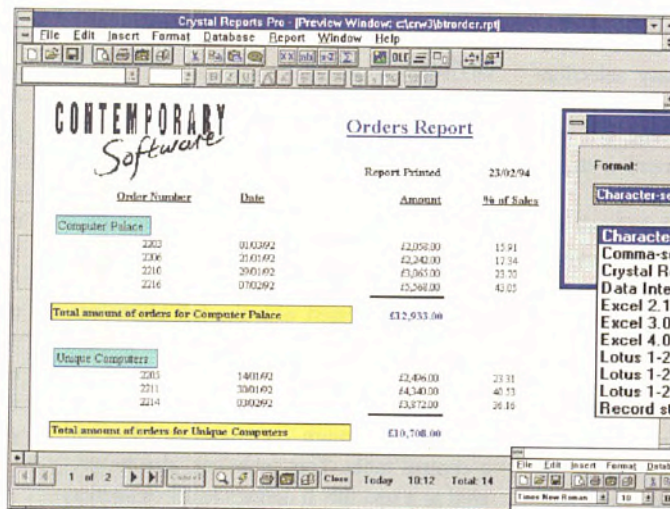 Crystal Reports Pro - [Preview Window: c:\crw3\btrorder.rpt]
File Edit Insert Format Database Report Window Help
CONTEMPORARY
Software
Orders Report
Report Printed 23/02/94
Order Number Date Amount % of Sales
Computer Palace
2203 01/03/92 £2,058.00 15.91
2206 21/01/92 £2,242.00 17.34
2210 29/01/92 £3,065.00 23.70
2216 07/02/92 £5,568.00 43.05
Total amount of orders for Computer Palace £12,933.00
Unique Computers
2205 14/01/92 £2,496.00 23.31
2211 30/01/92 £4,340.00 40.53
2214 03/02/92 £3,872.00 36.16
Total amount of orders for Unique Computers £10,708.00
1 of 2 Cancel Close Today 10:12 Total: 14
Format:
Character-se
Characte
Comma-s
Crystal R
Data Inte
Excel 2.1
Excel 3.0
Excel 4.0
Lotus 1-2
Lotus 1-2
Lotus 1-2
Record st
File Edit Insert Format Datab
Times New Roman 10